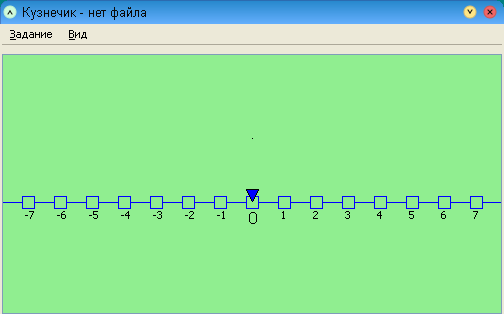 Кузнечик - нет файла
Задание Вид
-7 -6 -5 -4 -3 -2 -1 0 1 2 3 4 5 6 7